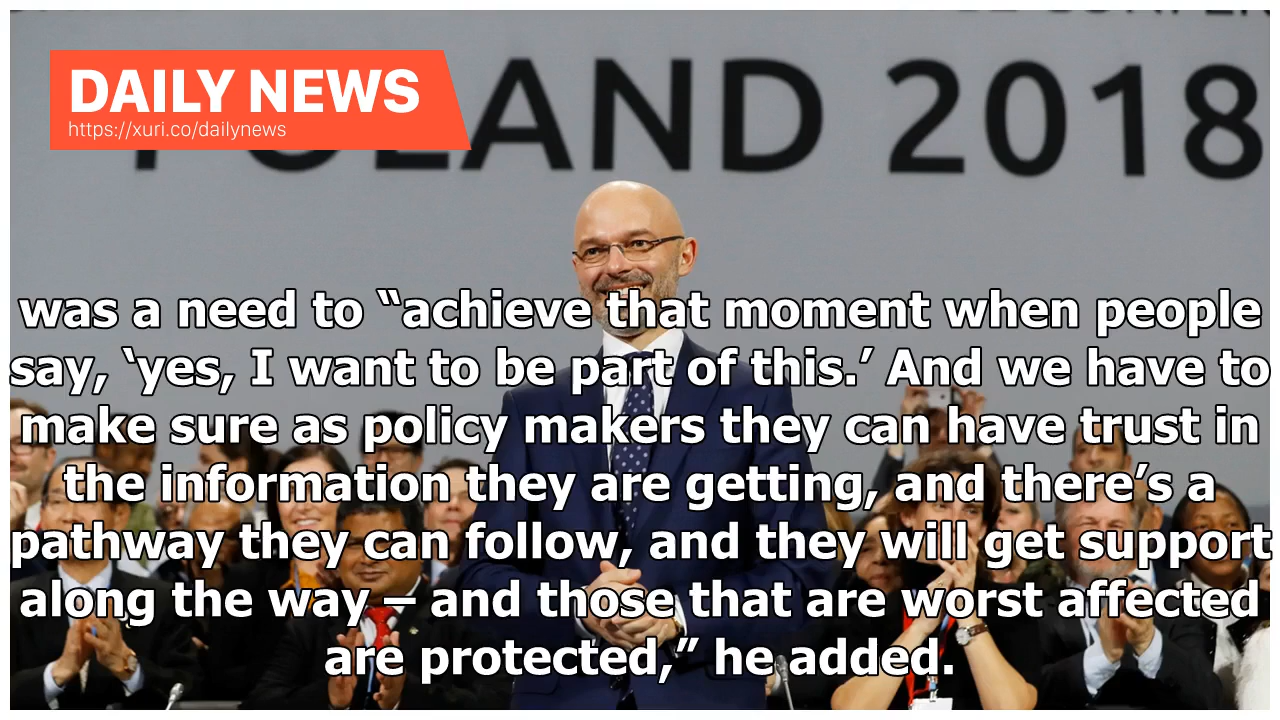 DAILY NEWS
https://xuri.co/dailynews
AND 2018
was a need to “achieve that moment when people
say, ‘yes, I want to be part of this.’ And we have to
make sure as policy makers they can have trust in
the information they are getting, and there’s a
pathway they can follow, and they will get support
along the way – and those that are worst affected
are protected,” he added.